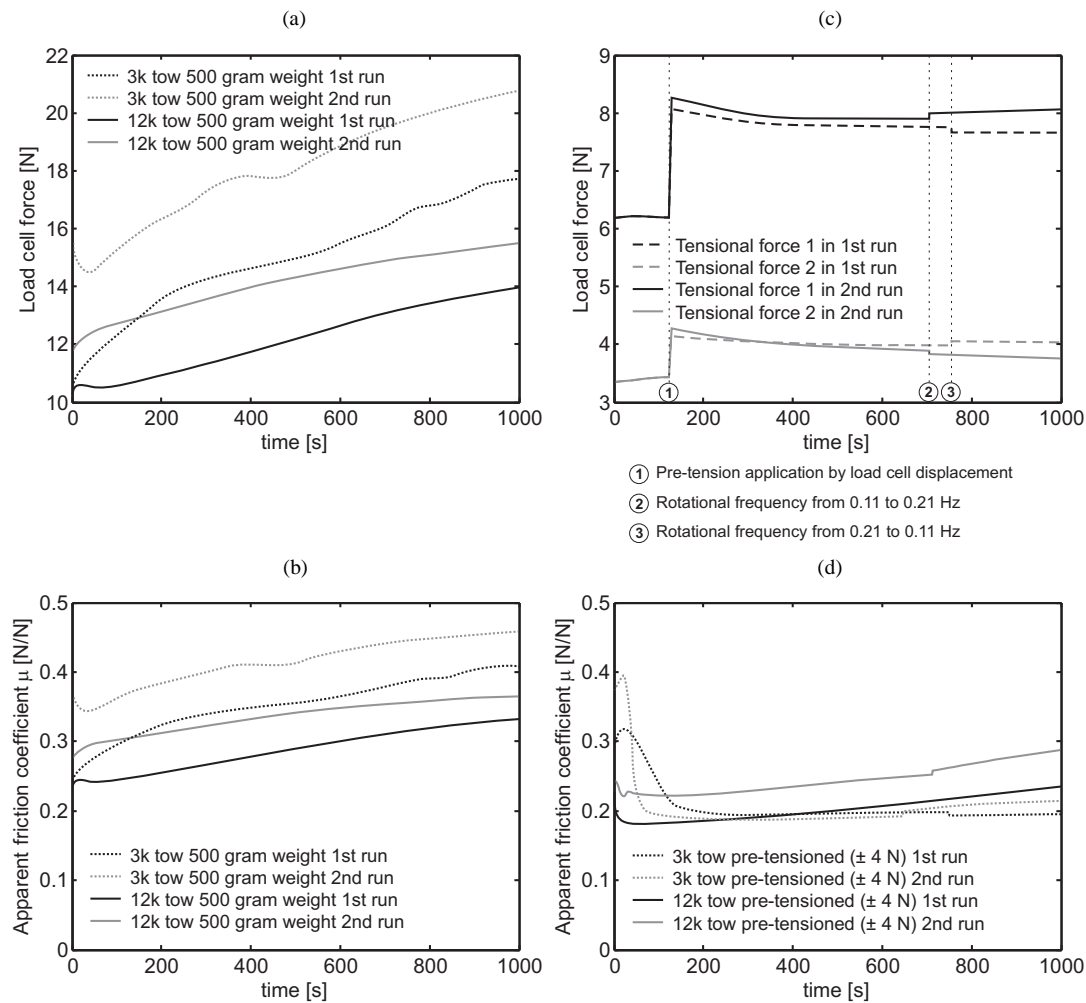 (a)
Load cell force [N]
22
20
18
16
14
12
10
3k tow 500 gram weight 1st run
3k tow 500 gram weight 2nd run
12k tow 500 gram weight 1st run
12k tow 500 gram weight 2nd run
0 200 400 600 800 1000
time [s]
(c)
Load cell force [N]
9
8
7
6
5
4
3
Tensional force 1 in 1st run
Tensional force 2 in 1st run
Tensional force 1 in 2nd run
Tensional force 2 in 2nd run
1 2 3
0 200 400 600 800 1000
time [s]
1 Pre-tension application by load cell displacement
2 Rotational frequency from 0.11 to 0.21 Hz
3 Rotational frequency from 0.21 to 0.11 Hz
(b)
Apparent friction coefficient μ [N/N]
0.5
0.4
0.3
0.2
0.1
0
3k tow 500 gram weight 1st run
3k tow 500 gram weight 2nd run
12k tow 500 gram weight 1st run
12k tow 500 gram weight 2nd run
0 200 400 600 800 1000
time [s]
(d)
Apparent friction coefficient μ [N/N]
0.5
0.4
0.3
0.2
0.1
0
3k tow pre-tensioned (± 4 N) 1st run
3k tow pre-tensioned (± 4 N) 2nd run
12k tow pre-tensioned (± 4 N) 1st run
12k tow pre-tensioned (± 4 N) 2nd run
0 200 400 600 800 1000
time [s]